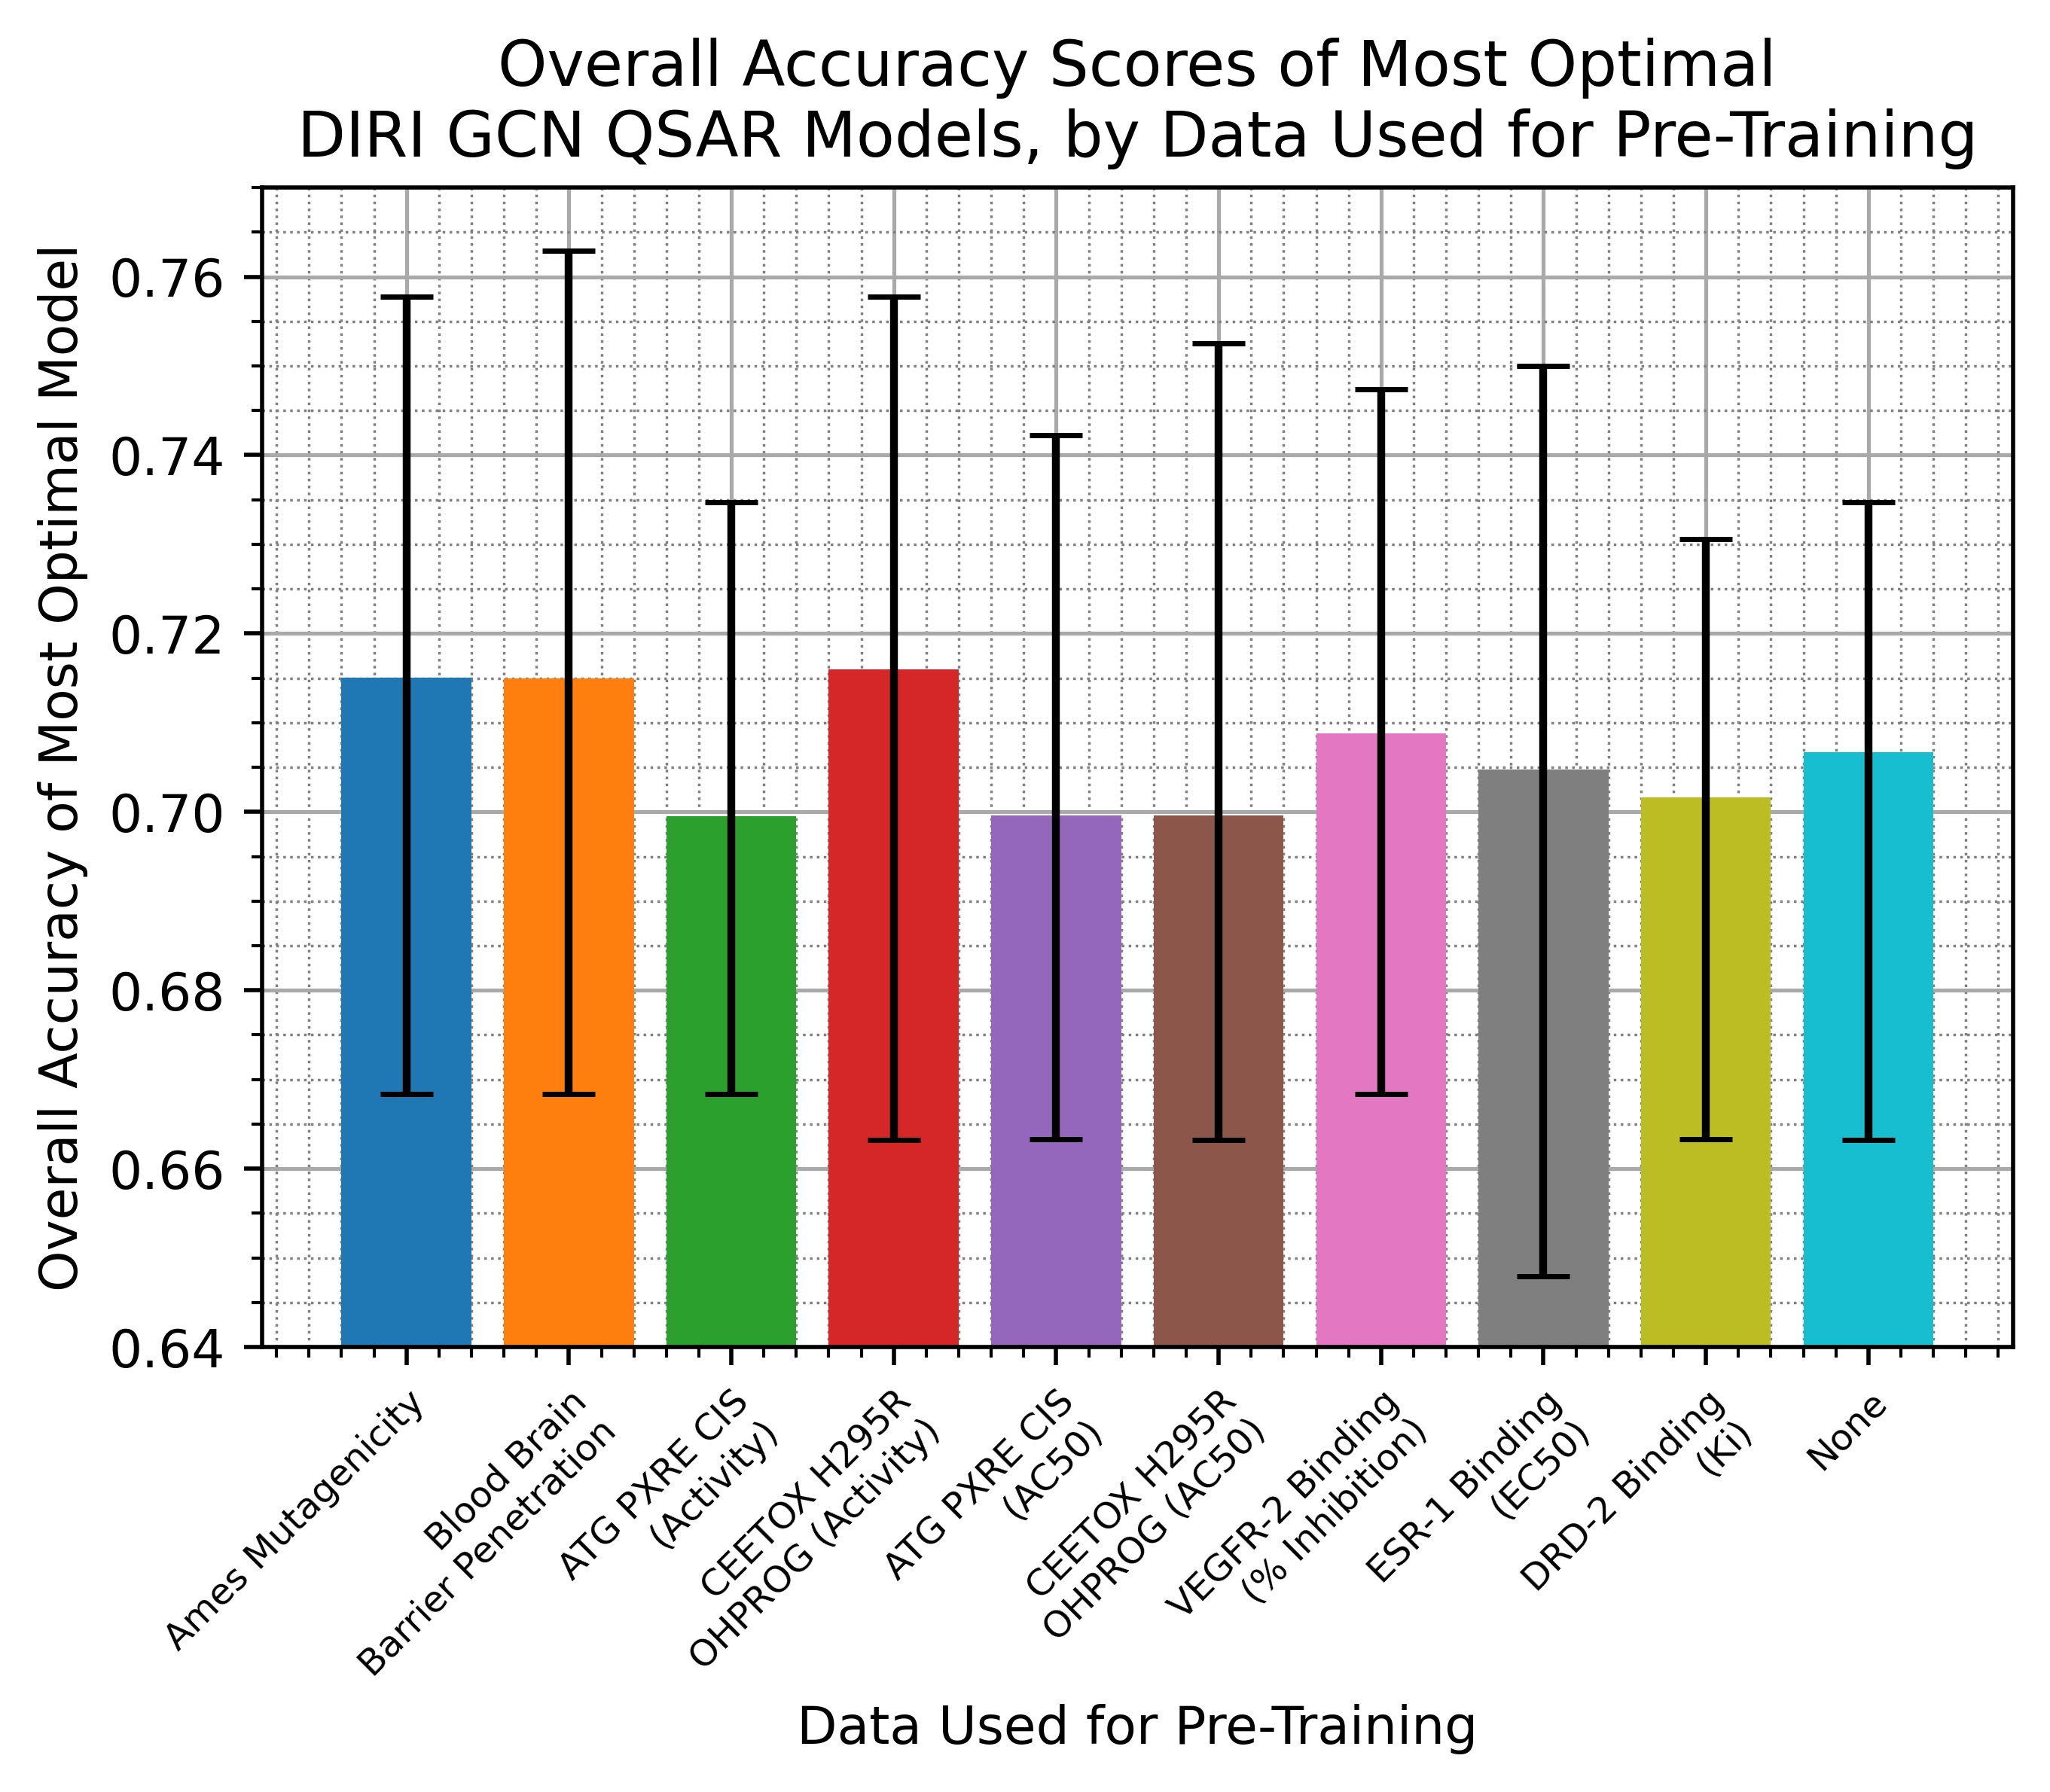 Overall Accuracy Scores of Most Optimal
DIRI GCN QSAR Models, by Data Used for Pre-Training
Overall Accuracy of Most Optimal Model
0.76
0.74
0.72
0.70
0.68
0.66
0.64
Ames Mutagenicity
Blood Brain
Barrier Penetration
ATG PXRE CIS
(Activity)
CEETOX H295R
OHPROG (Activity)
ATG PXRE CIS
(AC50)
CEETOX H295R
OHPROG (AC50)
VEGFR-2 Binding
(% Inhibition)
ESR-1 Binding
(EC50)
DRD-2 Binding
(Ki)
None
Data Used for Pre-Training